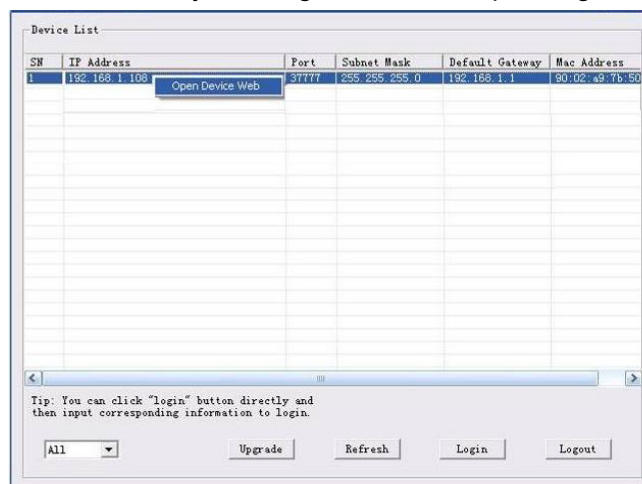 Device List
SN IP Address Port Subnet Mask Default Gateway Mac Address
1 192.168.1.108 37777 255.255.255.0 192.168.1.1 90:02:a9:7b:50
Open Device Web
Tip: You can click "login" button directly and
then input corresponding information to login.
All Upgrade Refresh Login Logout